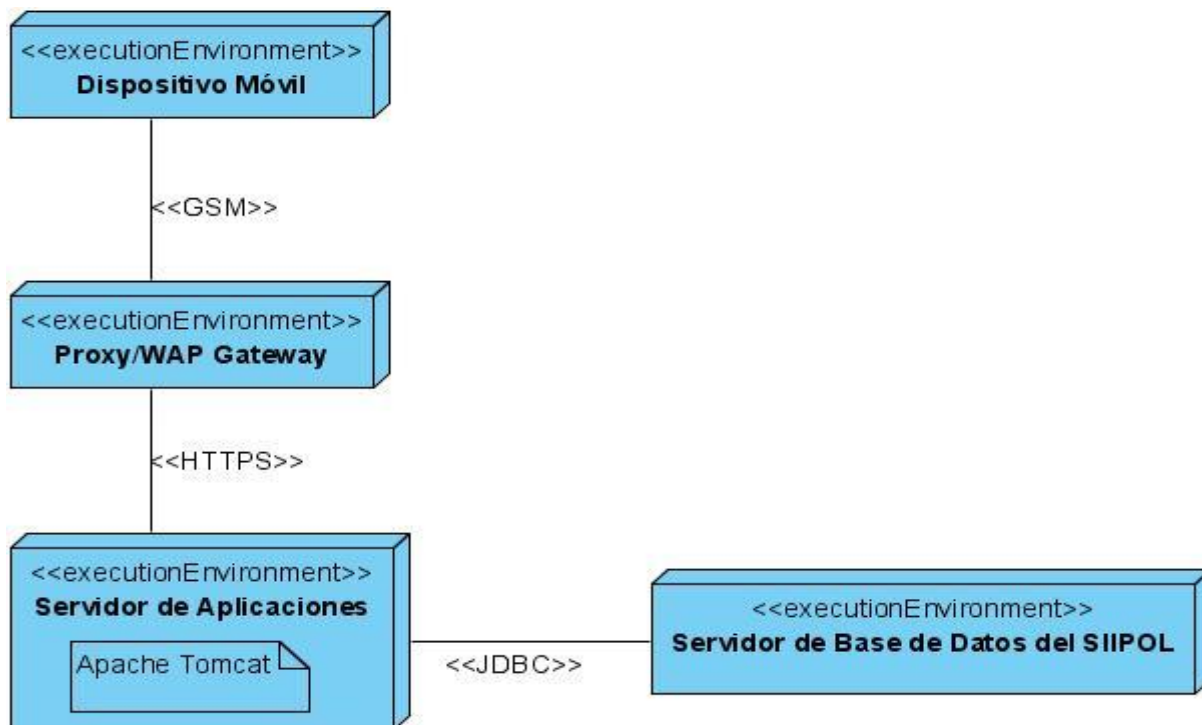 <<executionEnvironment>>
Dispositivo Móvil
<<GSM>>
<<executionEnvironment>>
Proxy/WAP Gateway
<<HTTPS>>
<<executionEnvironment>>
Servidor de Aplicaciones
Apache Tomcat
<<JDBC>>
<<executionEnvironment>>
Servidor de Base de Datos del SIIPOL